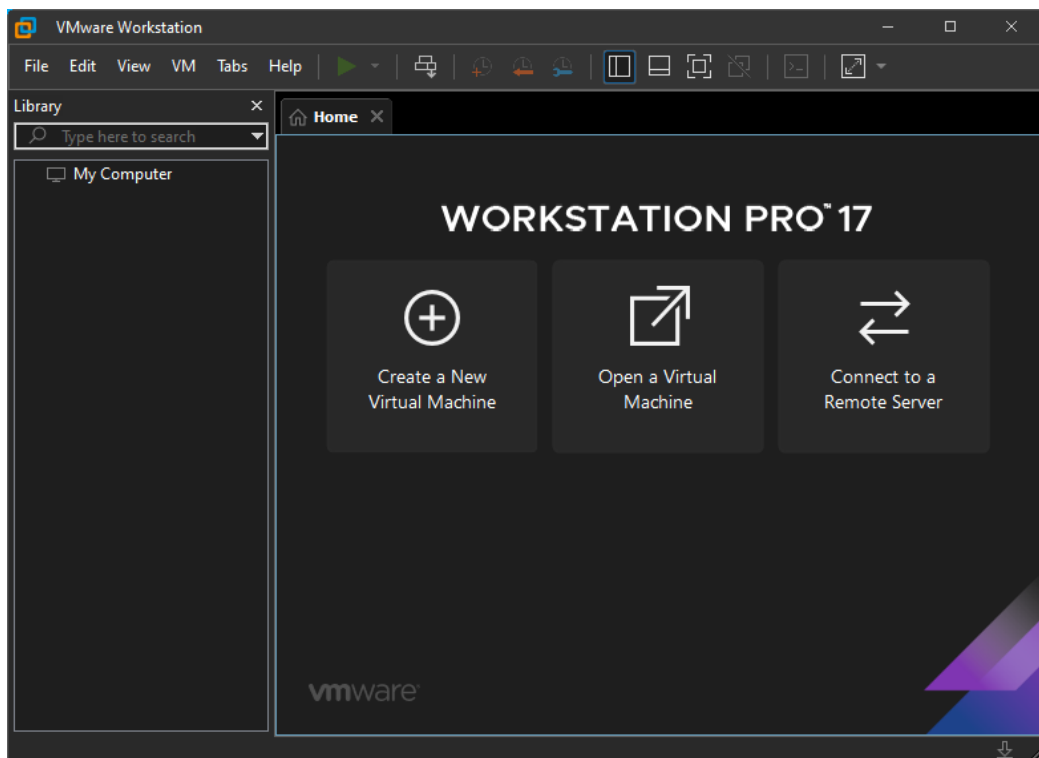 VMware Workstation
File Edit View VM Tabs Help
Library
Home
Type here to search
My Computer
WORKSTATION PRO™ 17
Create a New
Virtual Machine
Open a Virtual
Machine
Connect to a
Remote Server
vmware®